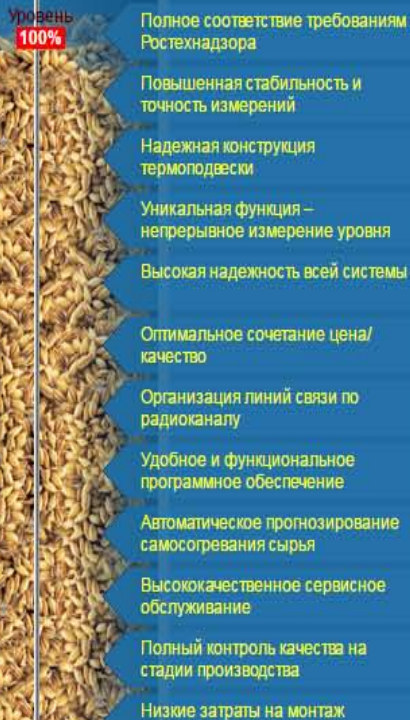 Уровень
100%
Полное соответствие требованиям
Ростехнадзора
Повышенная стабильность и
точность измерений
Надежная конструкция
термоподвески
Уникальная функция –
непрерывное измерение уровня
Высокая надежность всей системы
Оптимальное сочетание цена/
качество
Организация линий связи по
радиоканалу
Удобное и функциональное
программное обеспечение
Автоматическое прогнозирование
самосогревания сырья
Высококачественное сервисное
обслуживание
Полный контроль качества на
стадии производства
Низкие затраты на монтаж